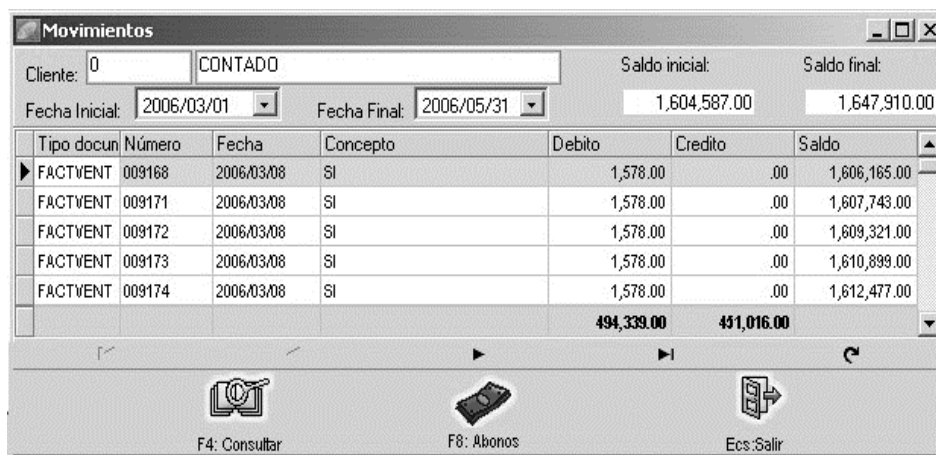 Movimientos
Cliente: 0 CONTADO Saldo inicial: Saldo final:
Fecha Inicial: 2006/03/01 Fecha Final: 2006/05/31 1,604,587.00 1,647,910.00
Tipo docun Número Fecha Concepto Debito Credito Saldo
FACTVENT 009168 2006/03/08 SI 1,578.00 .00 1,606,165.00
FACTVENT 009171 2006/03/08 SI 1,578.00 .00 1,607,743.00
FACTVENT 009172 2006/03/08 SI 1,578.00 .00 1,609,321.00
FACTVENT 009173 2006/03/08 SI 1,578.00 .00 1,610,899.00
FACTVENT 009174 2006/03/08 SI 1,578.00 .00 1,612,477.00
494,339.00 451,016.00
F4: Consultar F8: Abonos Ecs:Salir